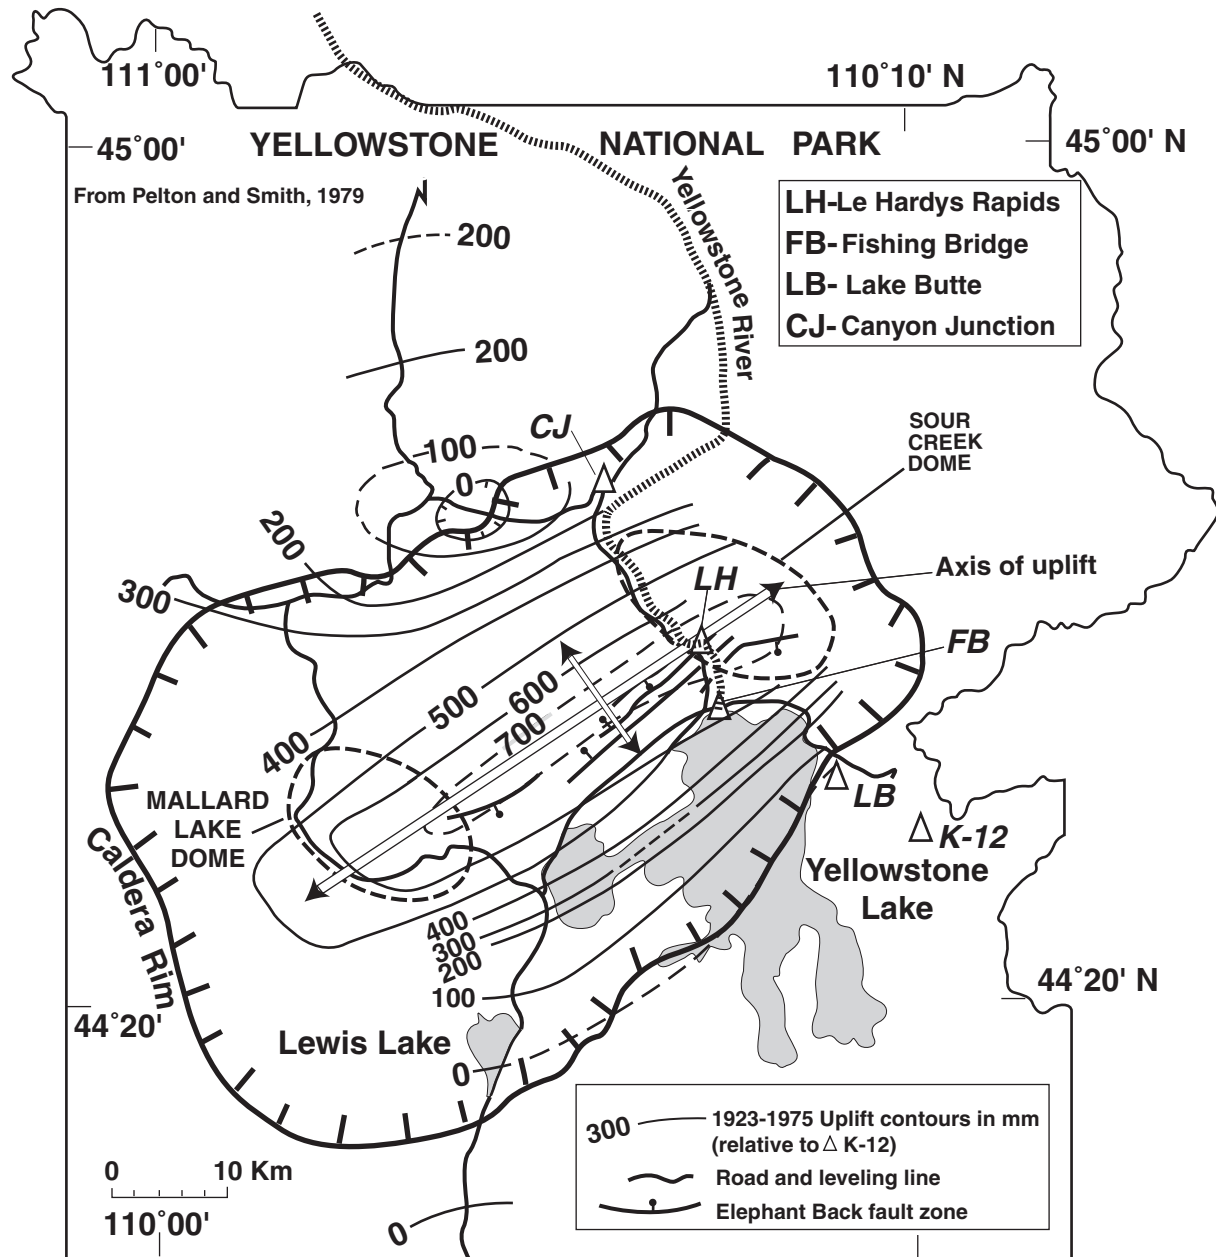 111°00'
110°10' N
45°00'
YELLOWSTONE NATIONAL PARK
45°00' N
From Pelton and Smith, 1979
Yellowstone River
LH-Le Hardys Rapids
FB- Fishing Bridge
LB- Lake Butte
CJ- Canyon Junction
200
200
CJ
100
0
SOUR
CREEK
DOME
200
300
LH
Axis of uplift
FB
600
500
700
400
MALLARD
LAKE
DOME
LB
K-12
Caldera Rim
Yellowstone
Lake
400
300
200
100
44°20' N
44°20'
Lewis Lake
0
300
1923-1975 Uplift contours in mm
(relative to △ K-12)
Road and leveling line
Elephant Back fault zone
0 10 Km
110°00'
0